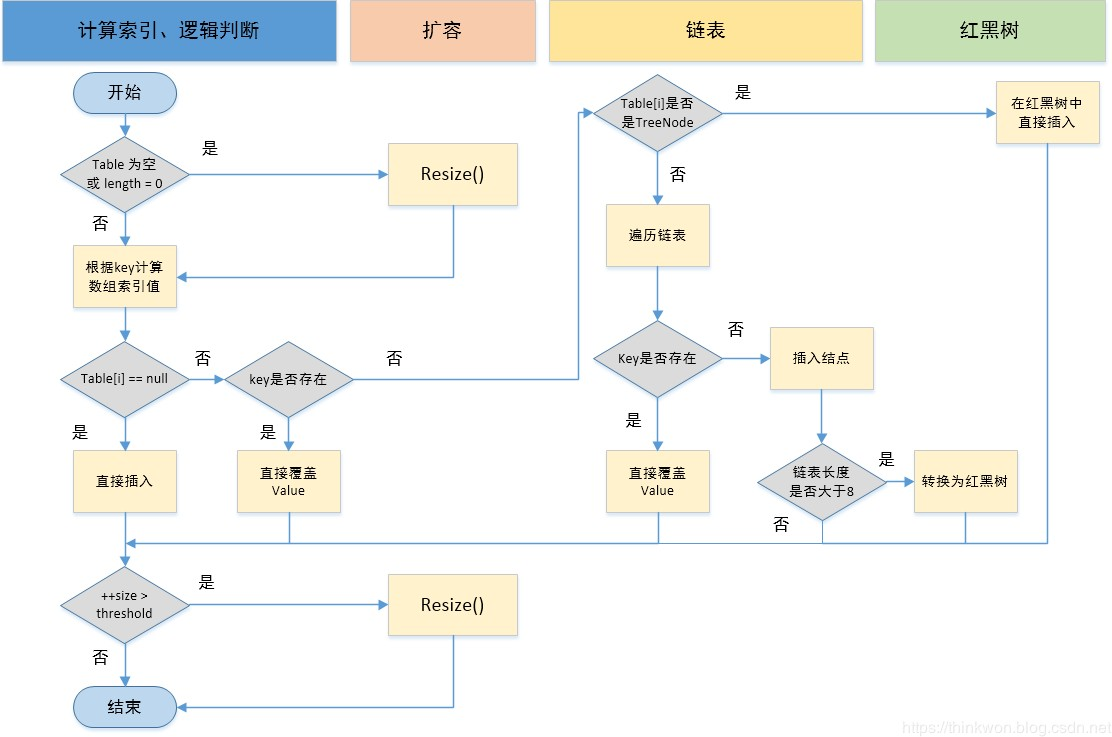 计算索引、逻辑判断
扩容
链表
红黑树
开始
Table 为空
或 length = 0
是
Resize()
否
根据key计算
数组索引值
Table[i] == null
否
key是否存在
否
是
直接插入
是
直接覆盖
Value
Table[i]是否
是TreeNode
是
在红黑树中
直接插入
否
遍历链表
Key是否存在
否
插入结点
是
直接覆盖
Value
链表长度
是否大于8
是
转换为红黑树
否
++size >
threshold
是
Resize()
否
结束
https://thinkwon.blog.csdn.net